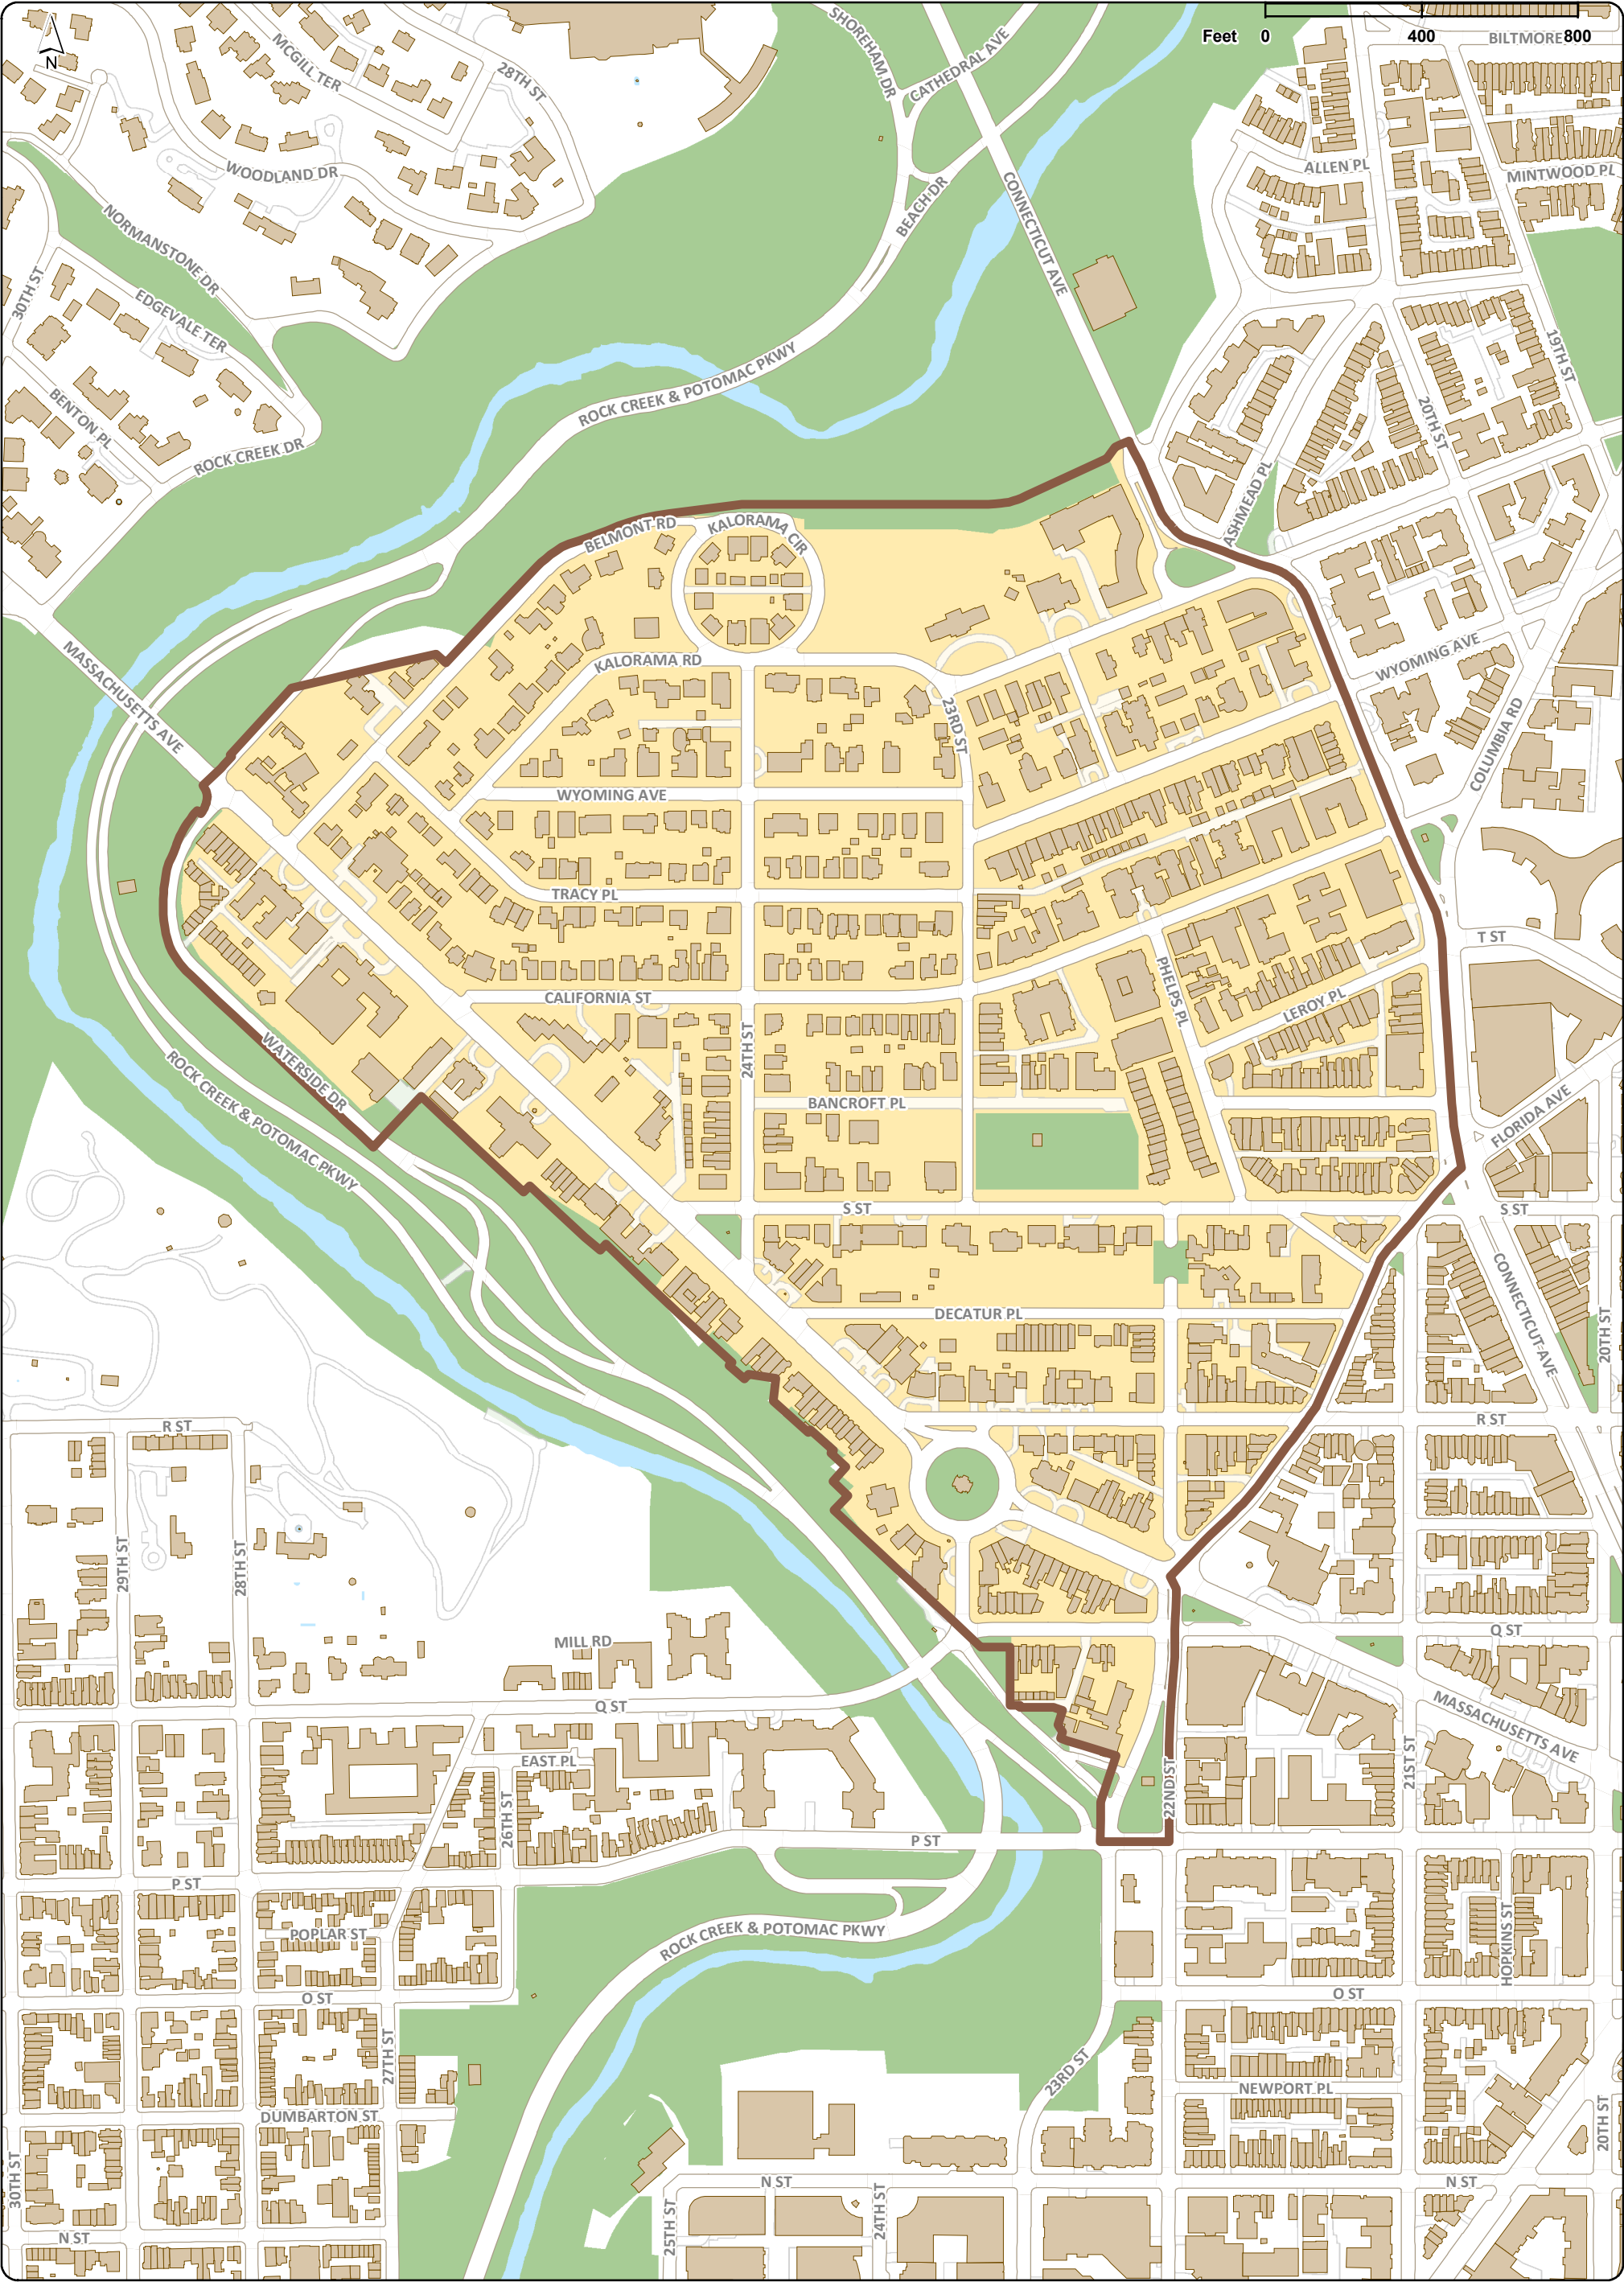 Feet 0 400 800
N
BILTMORE
SHOREHAM DR
CATHEDRAL AVE
MCGILL TER
28TH ST
WOODLAND DR
ALLEN PL
MINTWOOD PL
BEACH DR
CONNECTICUT AVE
NORMANSTONE DR
30TH ST
EDGEVALE TER
19TH ST
BENTON PL
ROCK CREEK & POTOMAC PKWY
20TH ST
ROCK CREEK DR
ASHMEAD PL
BELMONT RD
KALORAMA CIR
MASSACHUSETTS AVE
KALORAMA RD
WYOMING AVE
23RD ST
COLUMBIA RD
WYOMING AVE
TRACY PL
T ST
CALIFORNIA ST
PHELPS PL
LEROY PL
24TH ST
WATERSIDE DR
ROCK CREEK & POTOMAC PKWY
BANCROFT PL
FLORIDA AVE
S ST
S ST
CONNECTICUT AVE
DECATUR PL
20TH ST
R ST
R ST
29TH ST
28TH ST
MILL RD
Q ST
Q ST
MASSACHUSETTS AVE
EAST PL
21ST ST
22ND ST
26TH ST
P ST
P ST
POPLAR ST
ROCK CREEK & POTOMAC PKWY
HOPKINS ST
O ST
O ST
27TH ST
23RD ST
NEWPORT PL
DUMBARTON ST
20TH ST
30TH ST
N ST
N ST
25TH ST
24TH ST
N ST